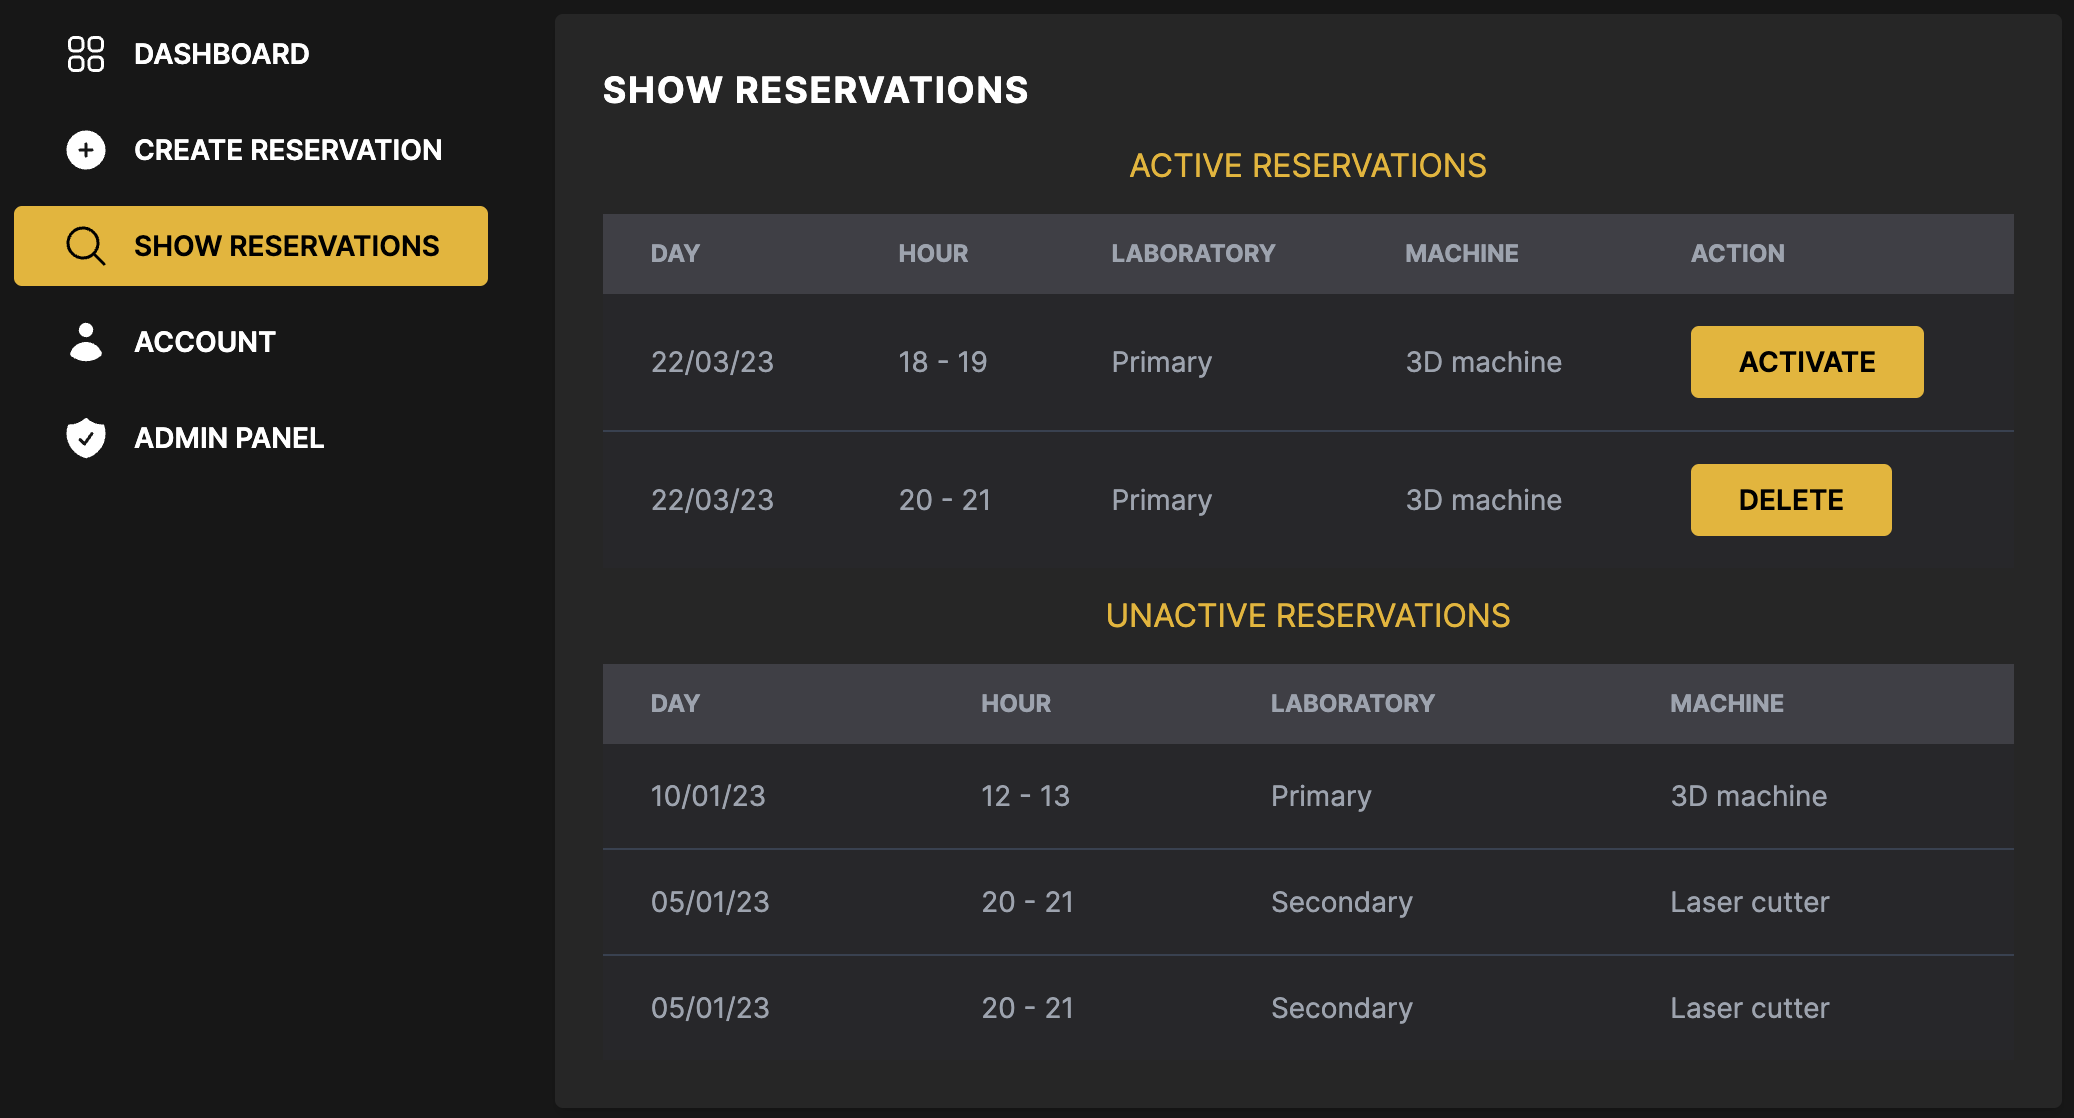 DASHBOARD
CREATE RESERVATION
SHOW RESERVATIONS
ACCOUNT
ADMIN PANEL
SHOW RESERVATIONS
ACTIVE RESERVATIONS
DAY HOUR LABORATORY MACHINE ACTION
22/03/23 18 - 19 Primary 3D machine ACTIVATE
22/03/23 20 - 21 Primary 3D machine DELETE
UNACTIVE RESERVATIONS
DAY HOUR LABORATORY MACHINE
10/01/23 12 - 13 Primary 3D machine
05/01/23 20 - 21 Secondary Laser cutter
05/01/23 20 - 21 Secondary Laser cutter